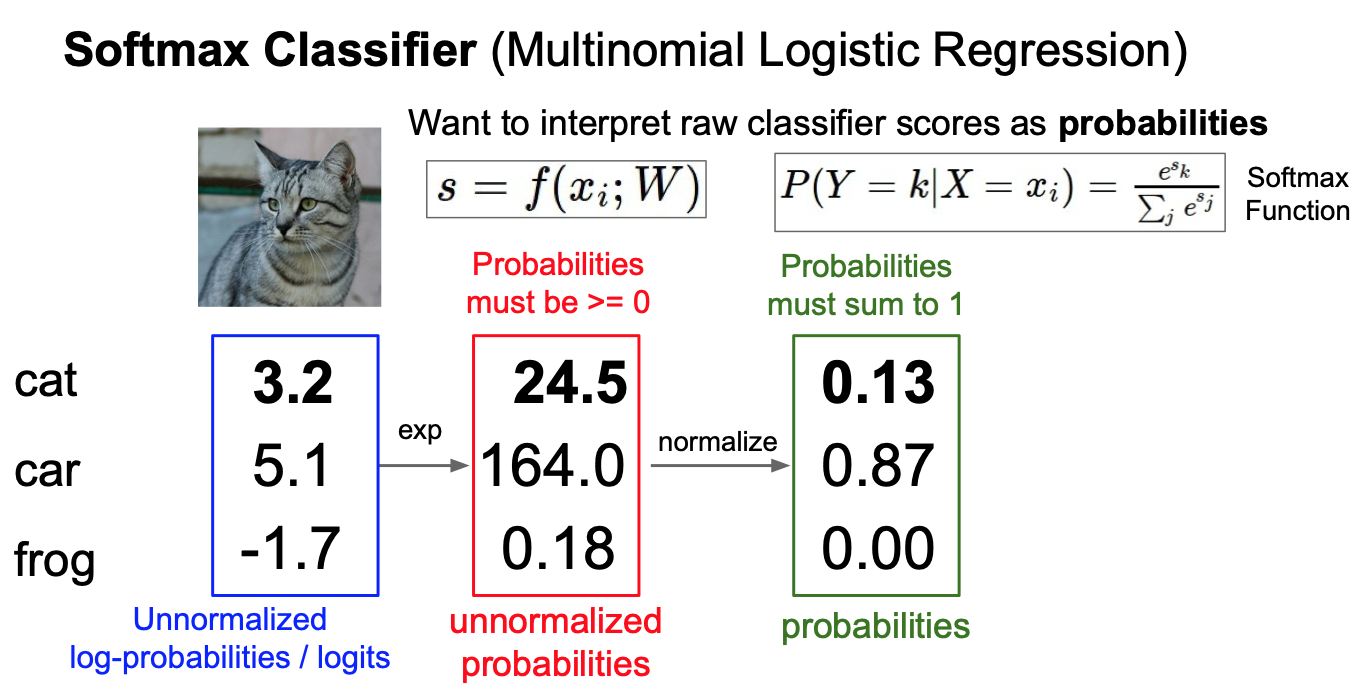 Softmax Classifier (Multinomial Logistic Regression)
Want to interpret raw classifier scores as probabilities
s = f(x_i; W)
P(Y = k|X = x_i) = \frac{e^{s_k}}{\sum_j e^{s_j}}
Softmax
Function
Probabilities
must be >= 0
Probabilities
must sum to 1
cat 3.2 24.5 0.13
exp
normalize
car 5.1 164.0 0.87
frog -1.7 0.18 0.00
Unnormalized
log-probabilities / logits
unnormalized
probabilities
probabilities